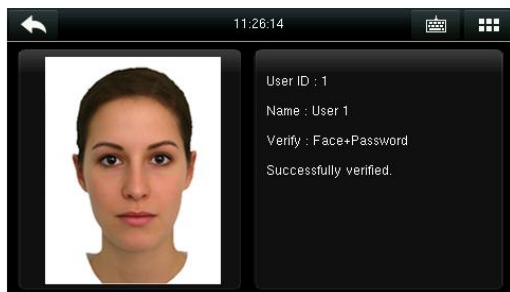 11:26:14
User ID : 1
Name : User 1
Verify : Face+Password
Successfully verified.